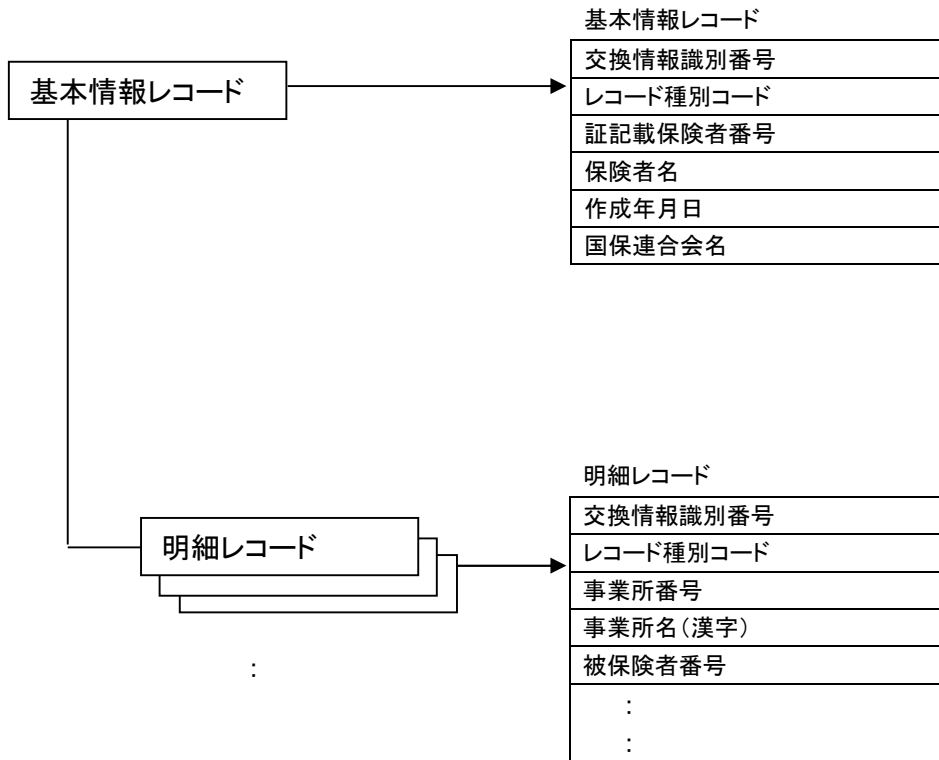 基本情報レコード
基本情報レコード
交換情報識別番号
レコード種別コード
証記載保険者番号
保険者名
作成年月日
国保連合会名
明細レコード
明細レコード
交換情報識別番号
レコード種別コード
事業所番号
事業所名(漢字)
被保険者番号
:
:
: